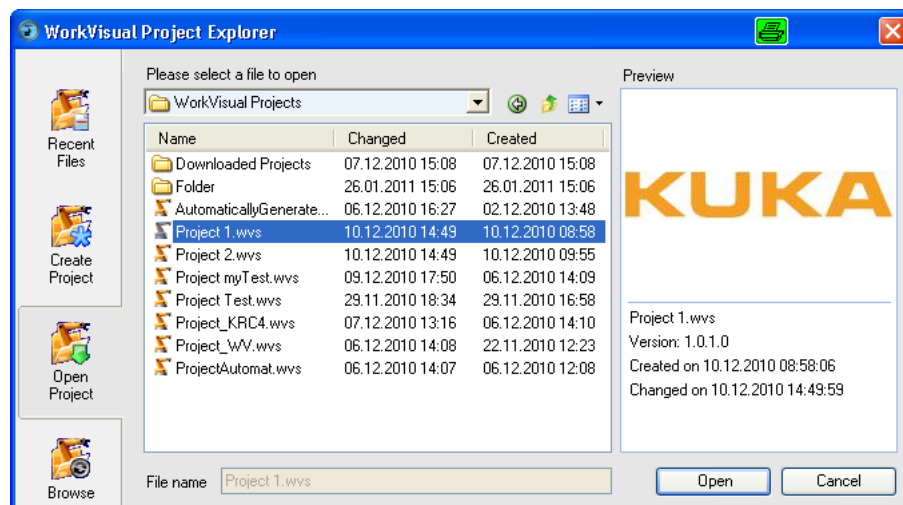 WorkVisual Project Explorer
Recent
Files
Create
Project
Open
Project
Browse
Please select a file to open
WorkVisual Projects
Name Changed Created
Downloaded Projects 07.12.2010 15:08 07.12.2010 15:08
Folder 26.01.2011 15:06 26.01.2011 15:06
AutomaticallyGenerate... 06.12.2010 16:27 02.12.2010 13:48
Project 1.wvs 10.12.2010 14:49 10.12.2010 08:58
Project 2.wvs 10.12.2010 14:49 10.12.2010 09:55
Project myTest.wvs 09.12.2010 17:50 06.12.2010 14:09
Project Test.wvs 29.11.2010 18:34 29.11.2010 16:58
Project_KRC4.wvs 07.12.2010 13:16 06.12.2010 14:10
Project_WV.wvs 06.12.2010 14:08 22.11.2010 12:23
ProjectAutomat.wvs 06.12.2010 14:07 06.12.2010 12:08
File name Project 1.wvs
Preview
KUKA
Project 1.wvs
Version: 1.0.1.0
Created on 10.12.2010 08:58:06
Changed on 10.12.2010 14:49:59
Open Cancel